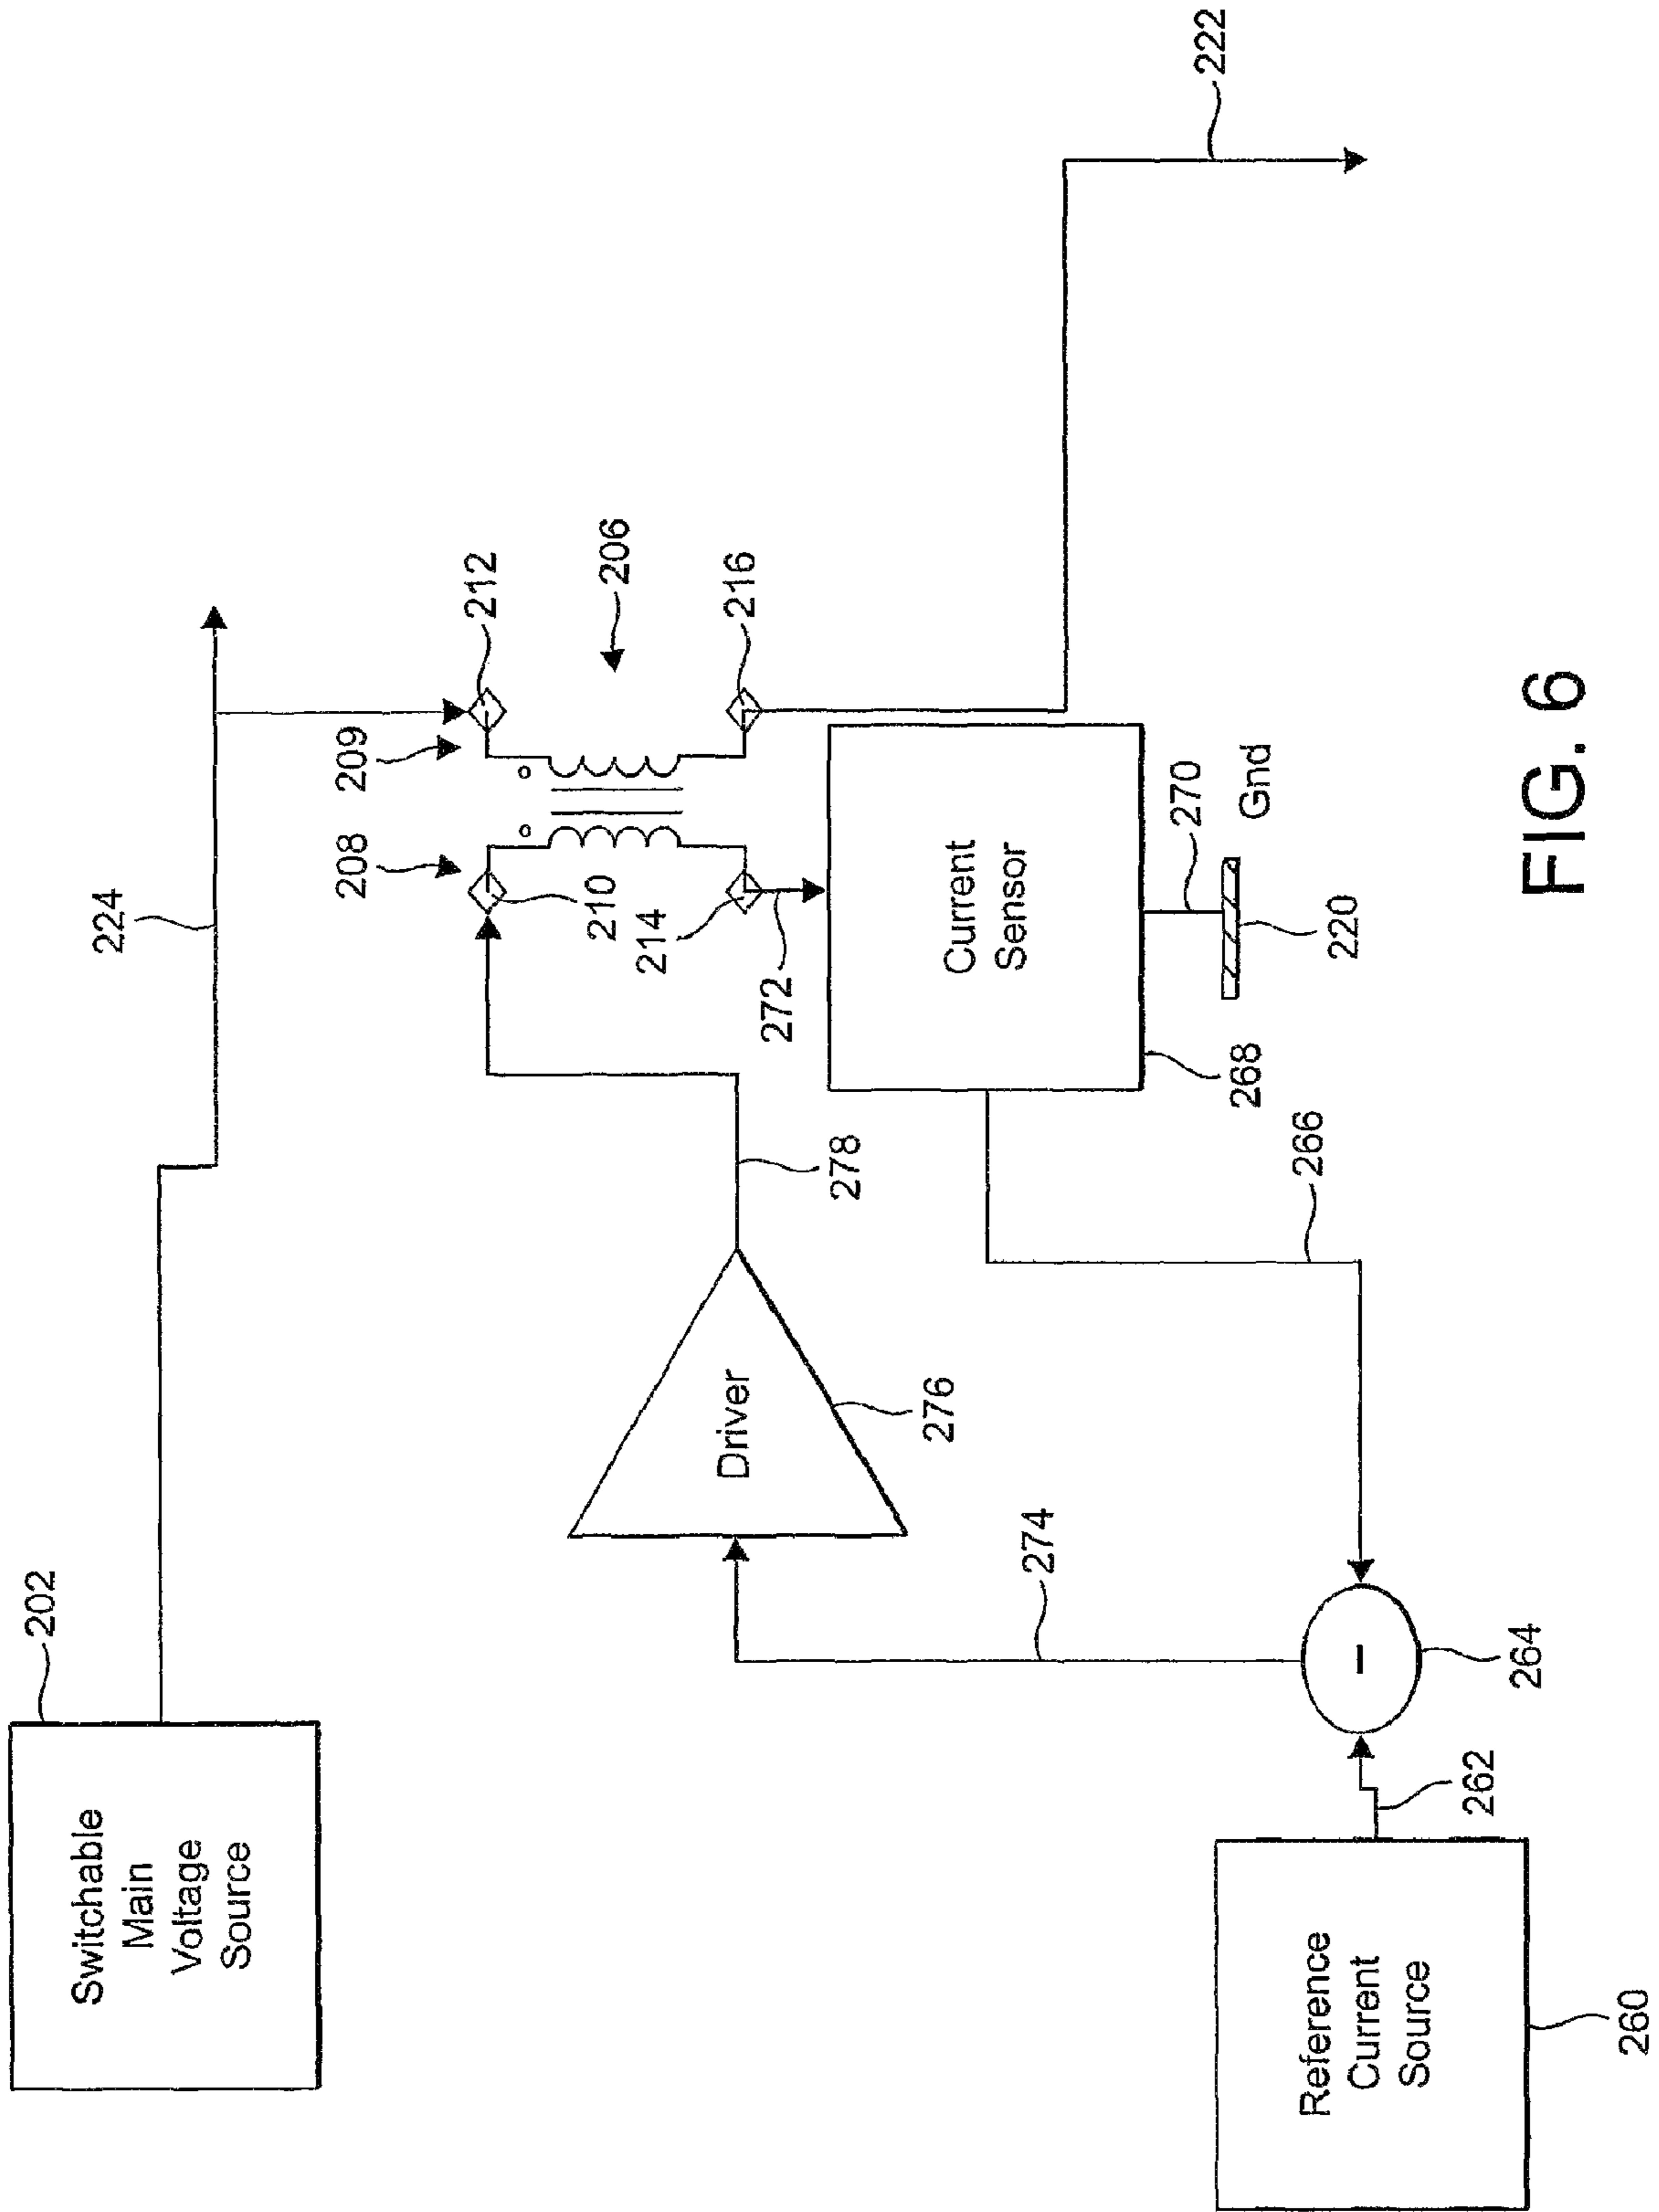 202
Switchable
Main
Voltage
Source
224
209
212
208
210
206
214
216
272
Driver
276
278
Current
Sensor
268
270
Gnd
220
222
274
266
264
262
Reference
Current
Source
260
FIG. 6